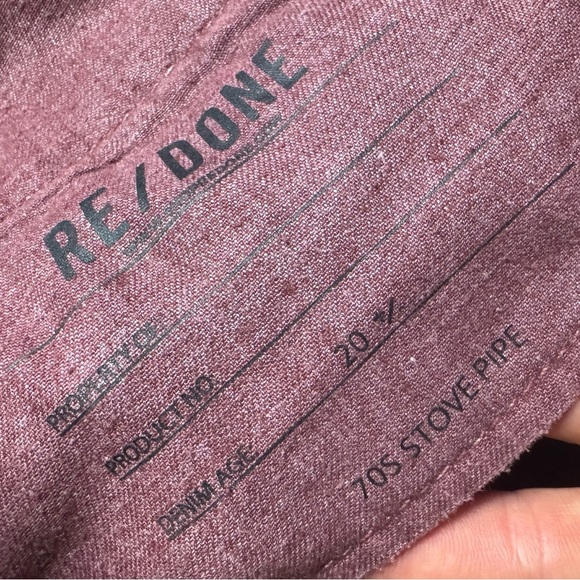 RE/DONE
PROPERTY OF
PRODUCT NO.
DENIM AGE 20 +/-
70S STOVE PIPE